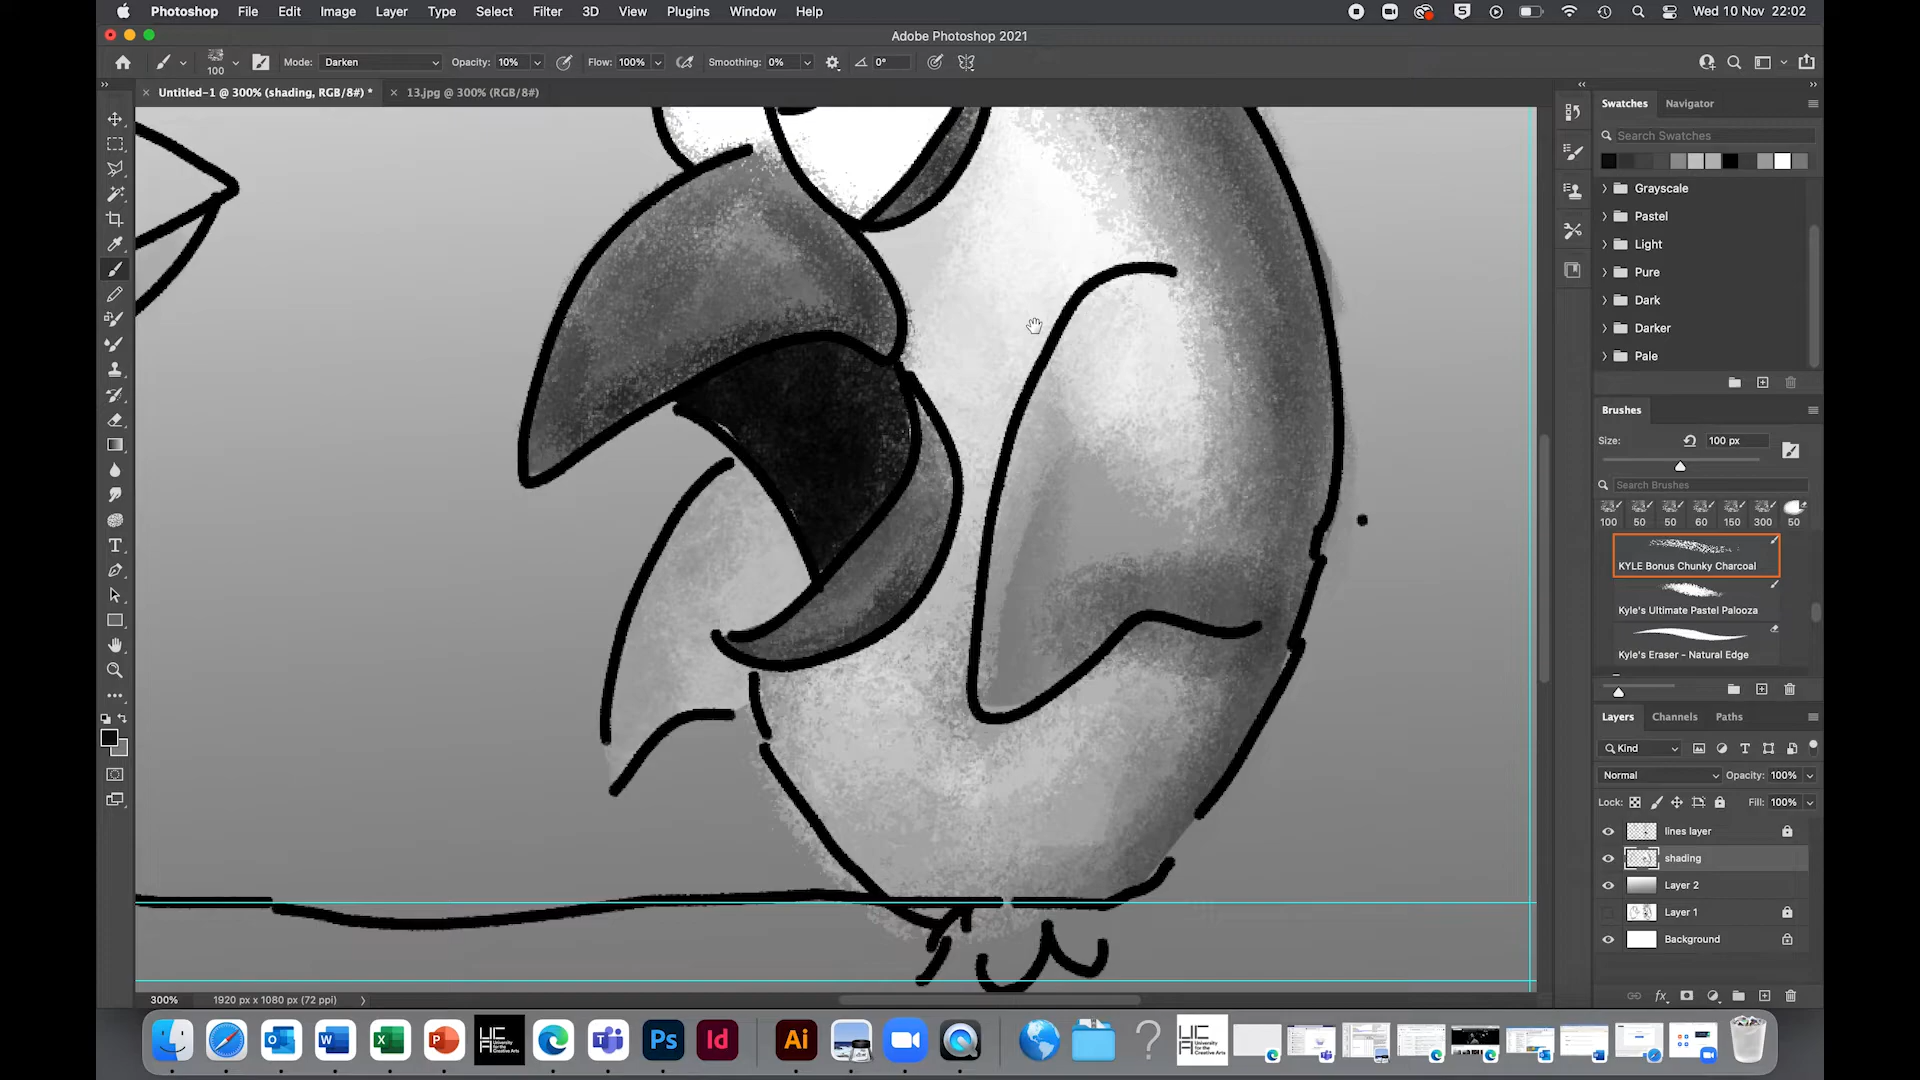 Photoshop File Edit Image Layer Type Select Filter 3D View Plugins Window Help Wed 10 Nov 22:02
Adobe Photoshop 2021
100 Mode: Darken Opacity: 10% Flow: 100% Smoothing: 0% 0°
Untitled-1 @ 300% (shading, RGB/8#) * 13.jpg @ 300% (RGB/8#)
Swatches Navigator
Search Swatches
Grayscale
Pastel
Light
Pure
Dark
Darker
Pale
Brushes
Size: 100 px
Search Brushes
100 50 50 60 150 300 50
KYLE Bonus Chunky Charcoal
Kyle's Ultimate Pastel Palooza
Kyle's Eraser - Natural Edge
Layers Channels Paths
Kind
Normal Opacity: 100%
Lock: Fill: 100%
lines layer
shading
Layer 2
Layer 1
Background
300% 1920 px x 1080 px (72 ppi)
Ps Id Ai
University for the Creative Arts